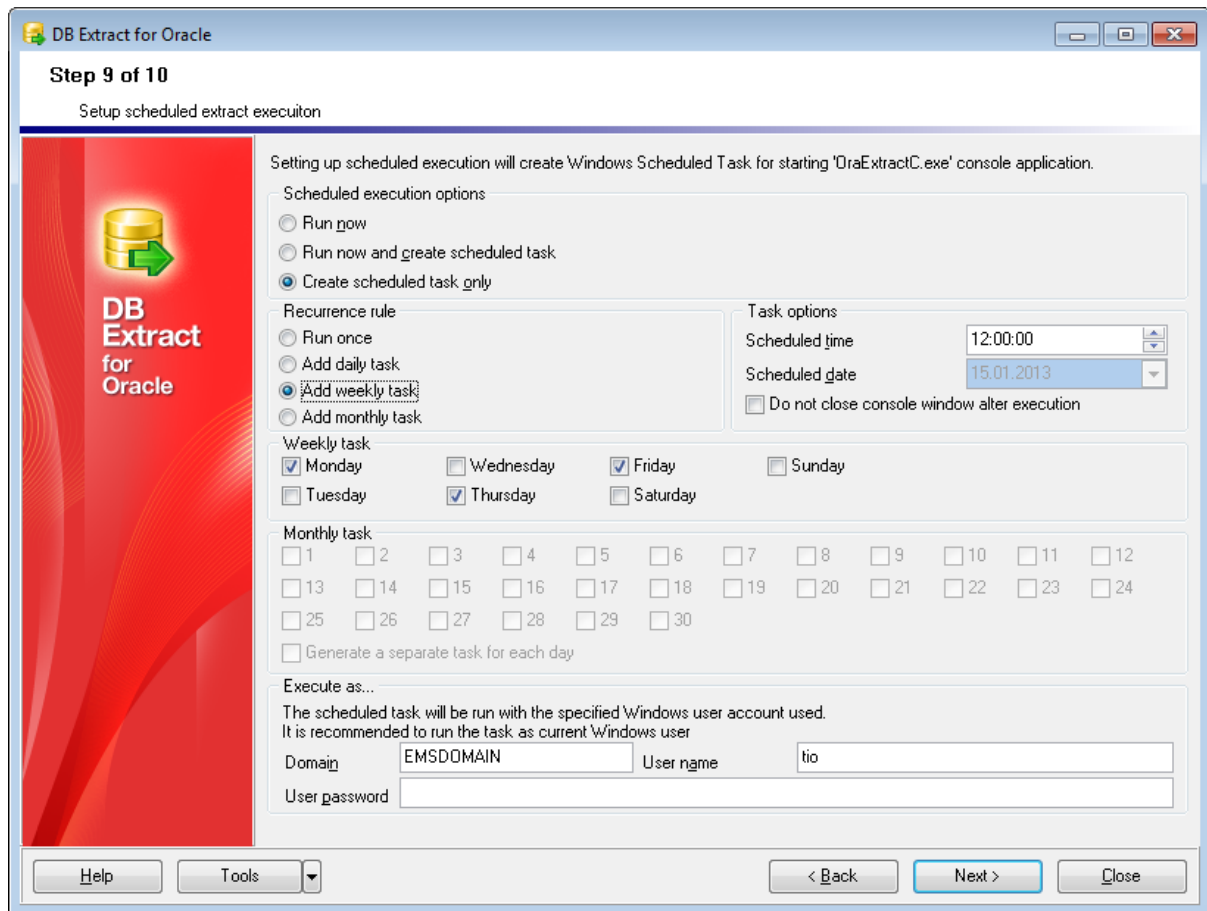 DB Extract for Oracle
Step 9 of 10
Setup scheduled extract execuiton
DB
Extract
for
Oracle
Setting up scheduled execution will create Windows Scheduled Task for starting 'OraExtractC.exe' console application.
Scheduled execution options
Run now
Run now and create scheduled task
Create scheduled task only
Recurrence rule
Run once
Add daily task
Add weekly task
Add monthly task
Task options
Scheduled time 12:00:00
Scheduled date 15.01.2013
Do not close console window alter execution
Weekly task
Monday Wednesday Friday Sunday
Tuesday Thursday Saturday
Monthly task
1 2 3 4 5 6 7 8 9 10 11 12
13 14 15 16 17 18 19 20 21 22 23 24
25 26 27 28 29 30
Generate a separate task for each day
Execute as...
The scheduled task will be run with the specified Windows user account used.
It is recommended to run the task as current Windows user
Domain EMSDOMAIN User name tio
User password
Help Tools < Back Next > Close